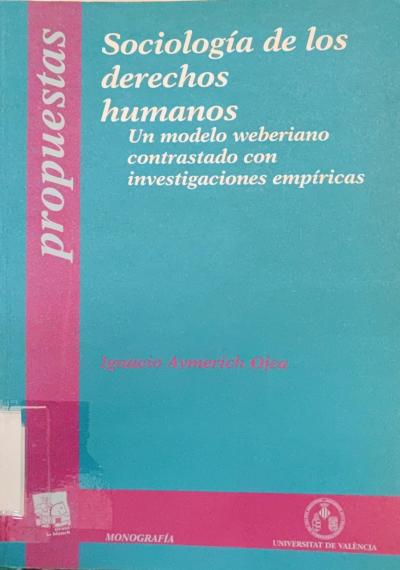 propuestas
Sociología de los
derechos
humanos
Un modelo weberiano
contrastado con
investigaciones empíricas
Ignacio Aymerich Ojea
MONOGRAFÍA
UNIVERSITAT DE VALÈNCIA